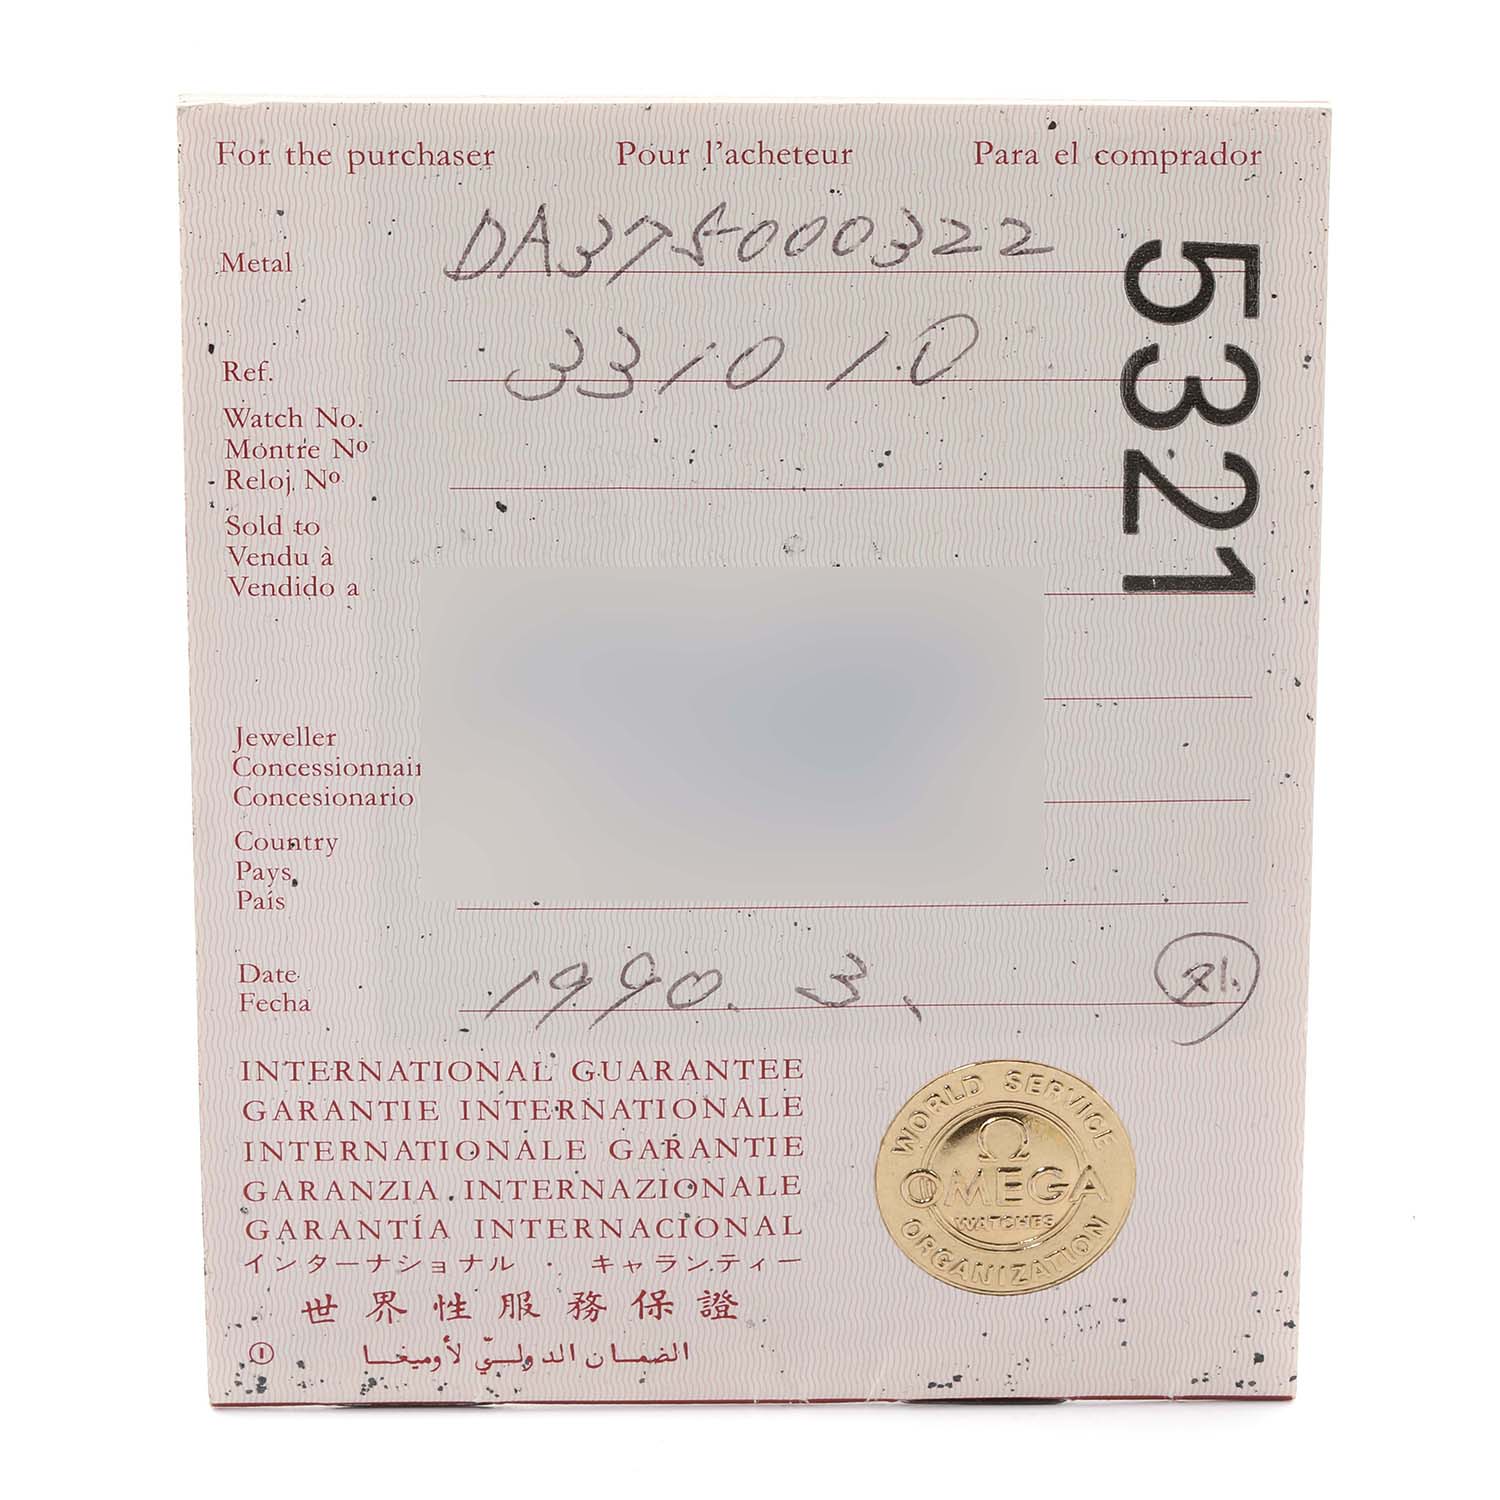 For the purchaser Pour l'acheteur Para el comprador
Metal DA375000322
5321
Ref. 3310 10
Watch No.
Montre Nº
Reloj Nº
Sold to
Vendu à
Vendido a
Jeweller
Concessionnai
Concesionario
Country
Pays
País
Date 1990. 3.
Fecha
INTERNATIONAL GUARANTEE
GARANTIE INTERNATIONALE
INTERNATIONALE GARANTIE
GARANZIA INTERNAZIONALE
GARANTÍA INTERNACIONAL
インターナショナル・キャランティー
世界性服務保證
الضمان الدولي لأوميغا
WORLD SERVICE
Ω
OMEGA
WATCHES
ORGANIZATION